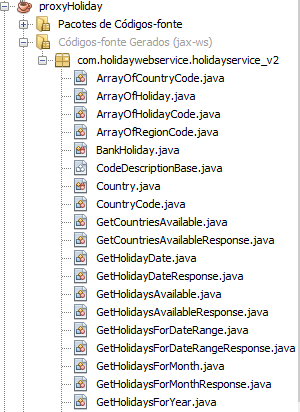 proxyHoliday
Pacotes de Códigos-fonte
Códigos-fonte Gerados (jax-ws)
com.holidaywebservice.holidayservice_v2
ArrayOfCountryCode.java
ArrayOfHoliday.java
ArrayOfHolidayCode.java
ArrayOfRegionCode.java
BankHoliday.java
CodeDescriptionBase.java
Country.java
CountryCode.java
GetCountriesAvailable.java
GetCountriesAvailableResponse.java
GetHolidayDate.java
GetHolidayDateResponse.java
GetHolidaysAvailable.java
GetHolidaysAvailableResponse.java
GetHolidaysForDateRange.java
GetHolidaysForDateRangeResponse.java
GetHolidaysForMonth.java
GetHolidaysForMonthResponse.java
GetHolidaysForYear.java